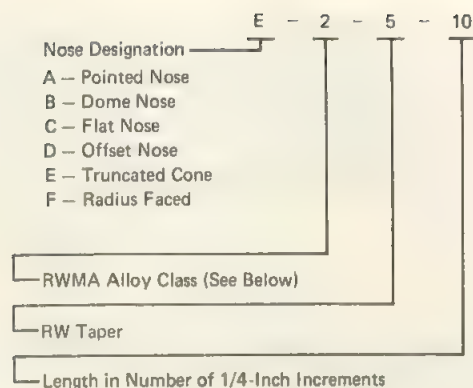 E - 2 - 5 - 10
Nose Designation
A — Pointed Nose
B — Dome Nose
C — Flat Nose
D — Offset Nose
E — Truncated Cone
F — Radius Faced
RWMA Alloy Class (See Below)
RW Taper
Length in Number of 1/4-Inch Increments